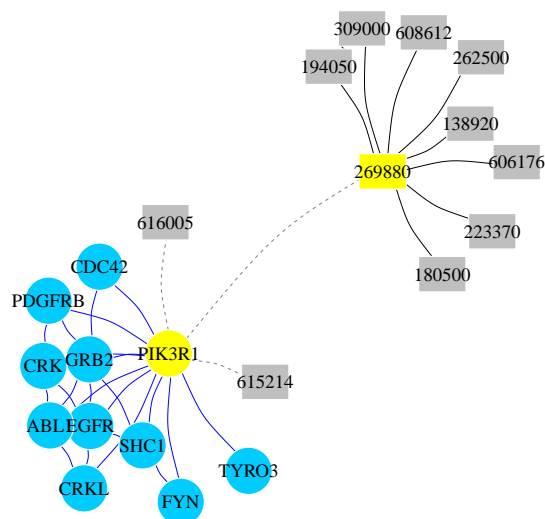 309000
608612
262500
194050
138920
606176
269880
616005
223370
CDC42
180500
PDGFRB
PIK3R1
GRB2
CRK
615214
ABL
EGFR
SHC1
TYRO3
CRKL
FYN